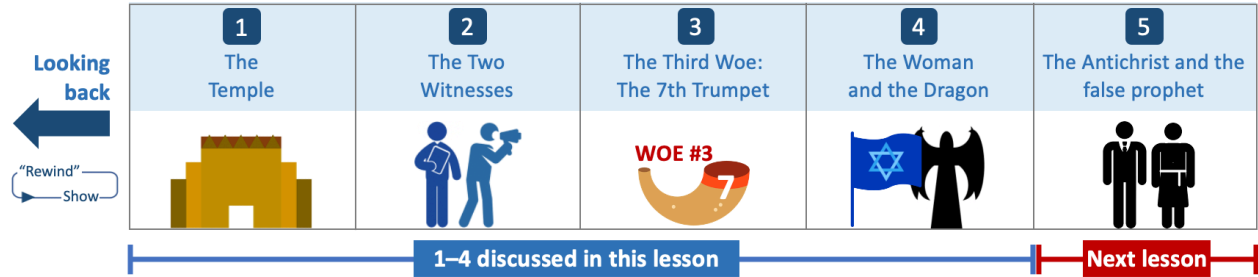 Looking
back
“Rewind”
Show
1
The
Temple
2
The Two
Witnesses
3
The Third Woe:
The 7th Trumpet
WOE #3
7
4
The Woman
and the Dragon
5
The Antichrist and the
false prophet
1–4 discussed in this lesson
Next lesson